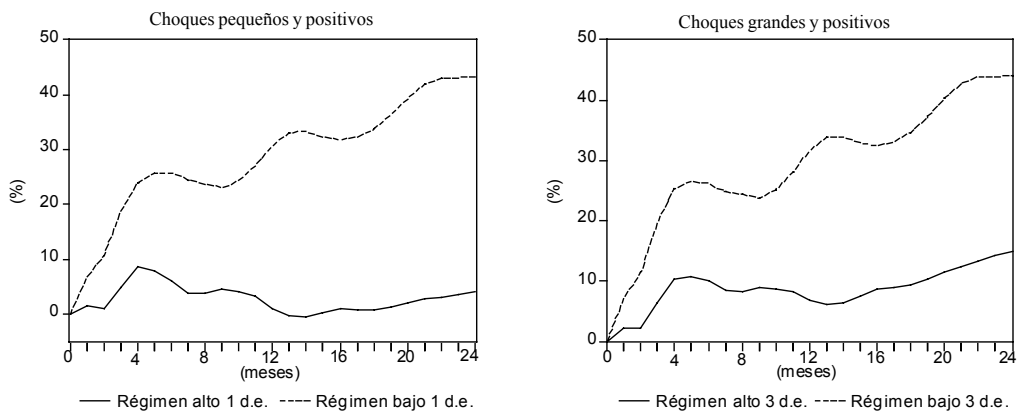 Choques pequeños y positivos
50
40
30
20
10
0
(%)
0 4 8 12 16 20 24
(meses)
Régimen alto 1 d.e. Régimen bajo 1 d.e.
Choques grandes y positivos
50
40
30
20
10
0
(%)
0 4 8 12 16 20 24
(meses)
Régimen alto 3 d.e. Régimen bajo 3 d.e.